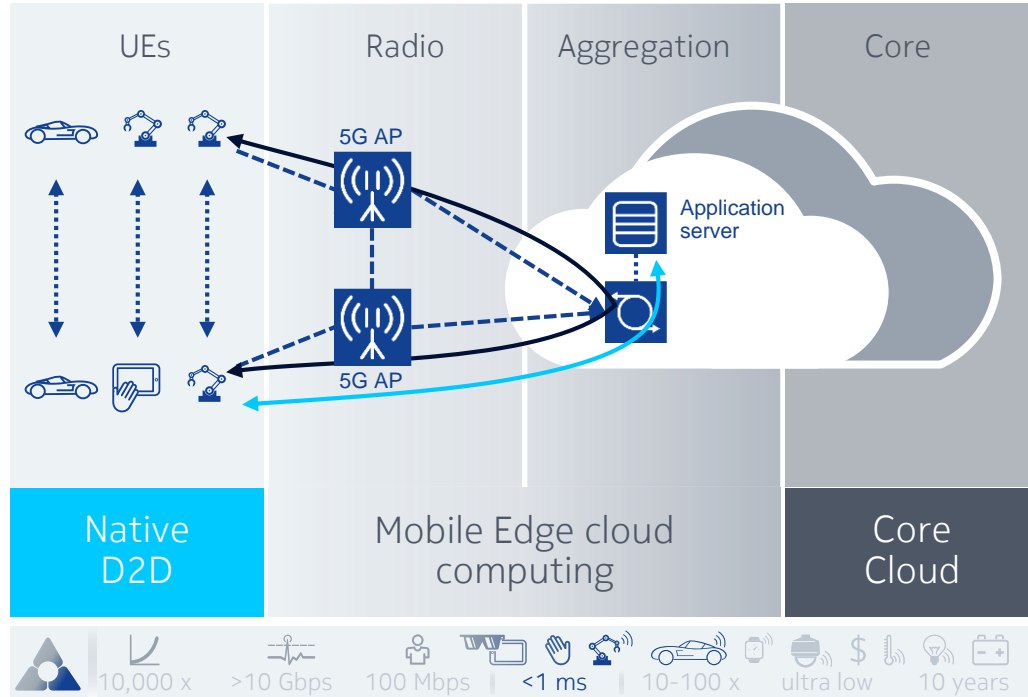 UEs
Radio
Aggregation
Core
5G AP
Application
server
5G AP
Native
D2D
Mobile Edge cloud
computing
Core
Cloud
10,000 x
>10 Gbps
100 Mbps
<1 ms
10-100 x
ultra low
10 years